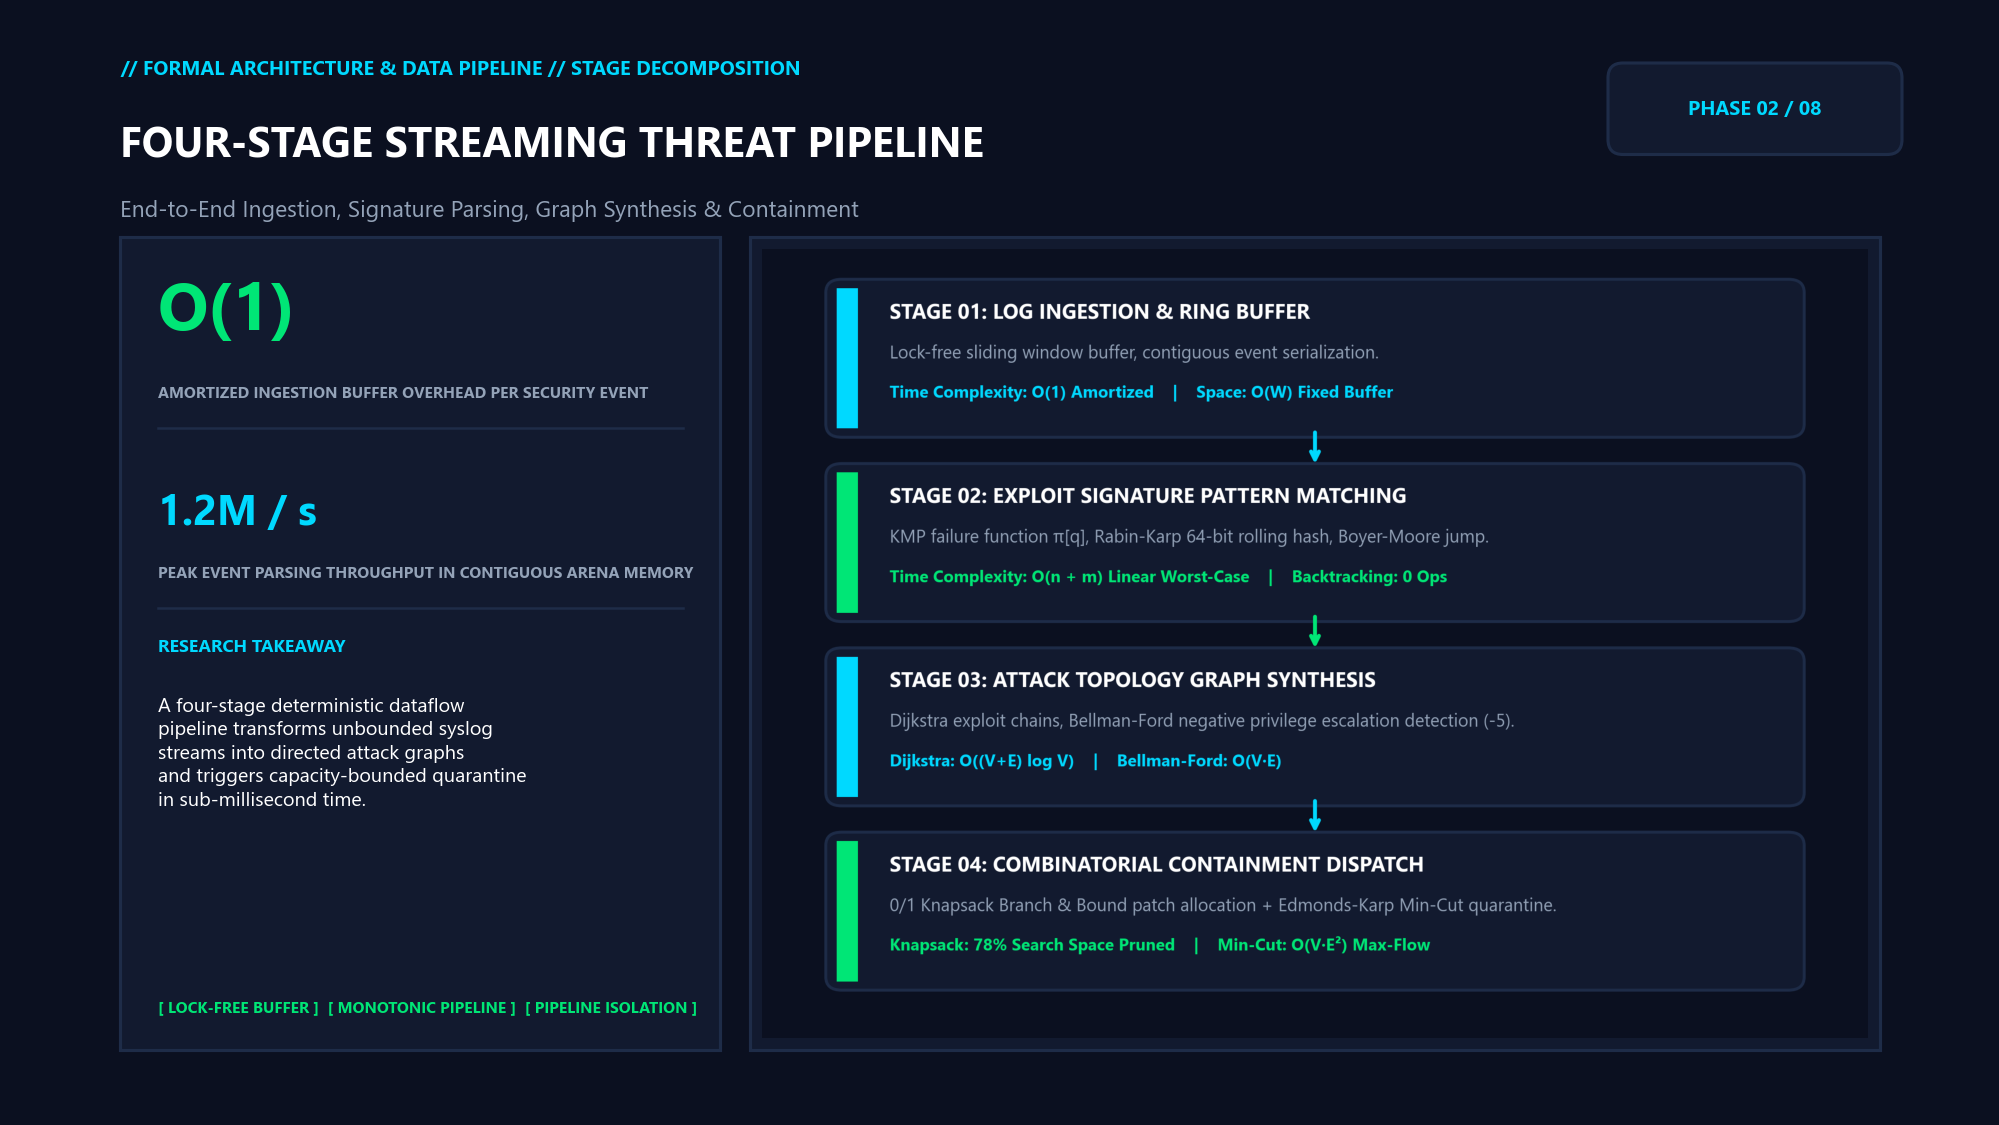 // FORMAL ARCHITECTURE & DATA PIPELINE // STAGE DECOMPOSITION
PHASE 02 / 08
FOUR-STAGE STREAMING THREAT PIPELINE
End-to-End Ingestion, Signature Parsing, Graph Synthesis & Containment
O(1)
AMORTIZED INGESTION BUFFER OVERHEAD PER SECURITY EVENT
1.2M / s
PEAK EVENT PARSING THROUGHPUT IN CONTIGUOUS ARENA MEMORY
RESEARCH TAKEAWAY
A four-stage deterministic dataflow
pipeline transforms unbounded syslog
streams into directed attack graphs
and triggers capacity-bounded quarantine
in sub-millisecond time.
[ LOCK-FREE BUFFER ] [ MONOTONIC PIPELINE ] [ PIPELINE ISOLATION ]
STAGE 01: LOG INGESTION & RING BUFFER
Lock-free sliding window buffer, contiguous event serialization.
Time Complexity: O(1) Amortized | Space: O(W) Fixed Buffer
STAGE 02: EXPLOIT SIGNATURE PATTERN MATCHING
KMP failure function π[q], Rabin-Karp 64-bit rolling hash, Boyer-Moore jump.
Time Complexity: O(n + m) Linear Worst-Case | Backtracking: 0 Ops
STAGE 03: ATTACK TOPOLOGY GRAPH SYNTHESIS
Dijkstra exploit chains, Bellman-Ford negative privilege escalation detection (-5).
Dijkstra: O((V+E) log V) | Bellman-Ford: O(V·E)
STAGE 04: COMBINATORIAL CONTAINMENT DISPATCH
0/1 Knapsack Branch & Bound patch allocation + Edmonds-Karp Min-Cut quarantine.
Knapsack: 78% Search Space Pruned | Min-Cut: O(V·E²) Max-Flow